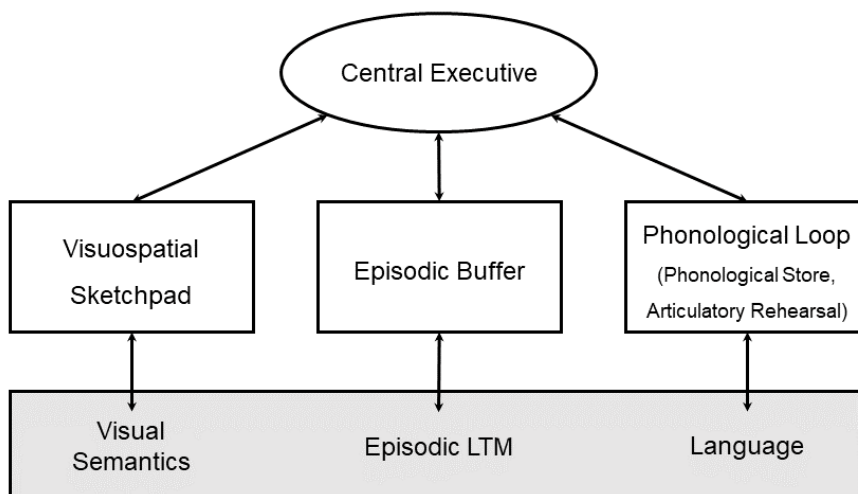 Central Executive
Visuospatial
Sketchpad
Episodic Buffer
Phonological Loop
(Phonological Store,
Articulatory Rehearsal)
Visual
Semantics
Episodic LTM
Language